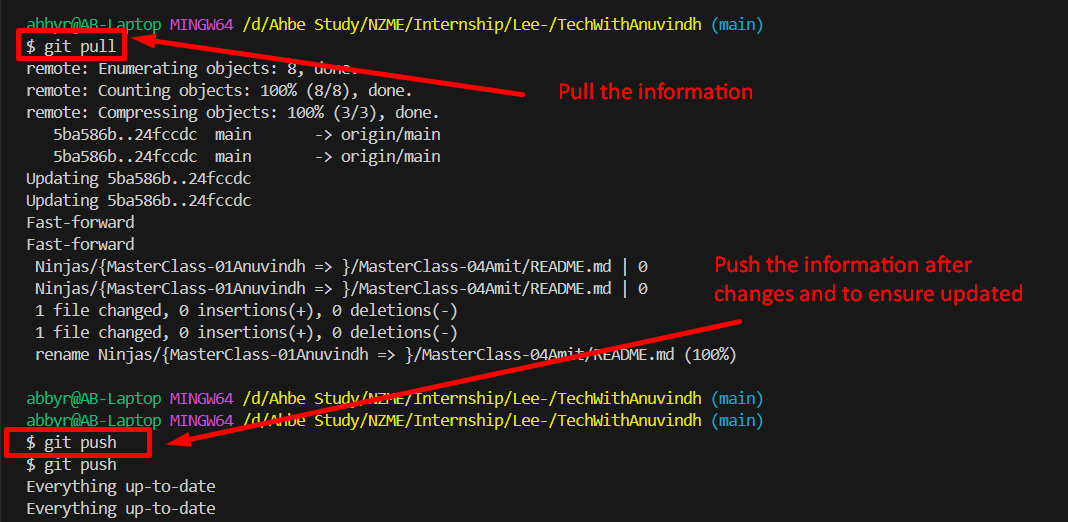 abbyr@AB-Laptop MINGW64 /d/Ahbe Study/NZME/Internship/Lee-/TechWithAnuvindh (main)
$ git pull
remote: Enumerating objects: 8, done.
remote: Counting objects: 100% (8/8), done.
Pull the information
remote: Compressing objects: 100% (3/3), done.
   5ba586b..24fccdc  main       -> origin/main
   5ba586b..24fccdc  main       -> origin/main
Updating 5ba586b..24fccdc
Updating 5ba586b..24fccdc
Fast-forward
Fast-forward
 Ninjas/{MasterClass-01Anuvindh => }/MasterClass-04Amit/README.md | 0
 Ninjas/{MasterClass-01Anuvindh => }/MasterClass-04Amit/README.md | 0
Push the information after
changes and to ensure updated
 1 file changed, 0 insertions(+), 0 deletions(-)
 1 file changed, 0 insertions(+), 0 deletions(-)
 rename Ninjas/{MasterClass-01Anuvindh => }/MasterClass-04Amit/README.md (100%)
abbyr@AB-Laptop MINGW64 /d/Ahbe Study/NZME/Internship/Lee-/TechWithAnuvindh (main)
abbyr@AB-Laptop MINGW64 /d/Ahbe Study/NZME/Internship/Lee-/TechWithAnuvindh (main)
$ git push
$ git push
Everything up-to-date
Everything up-to-date